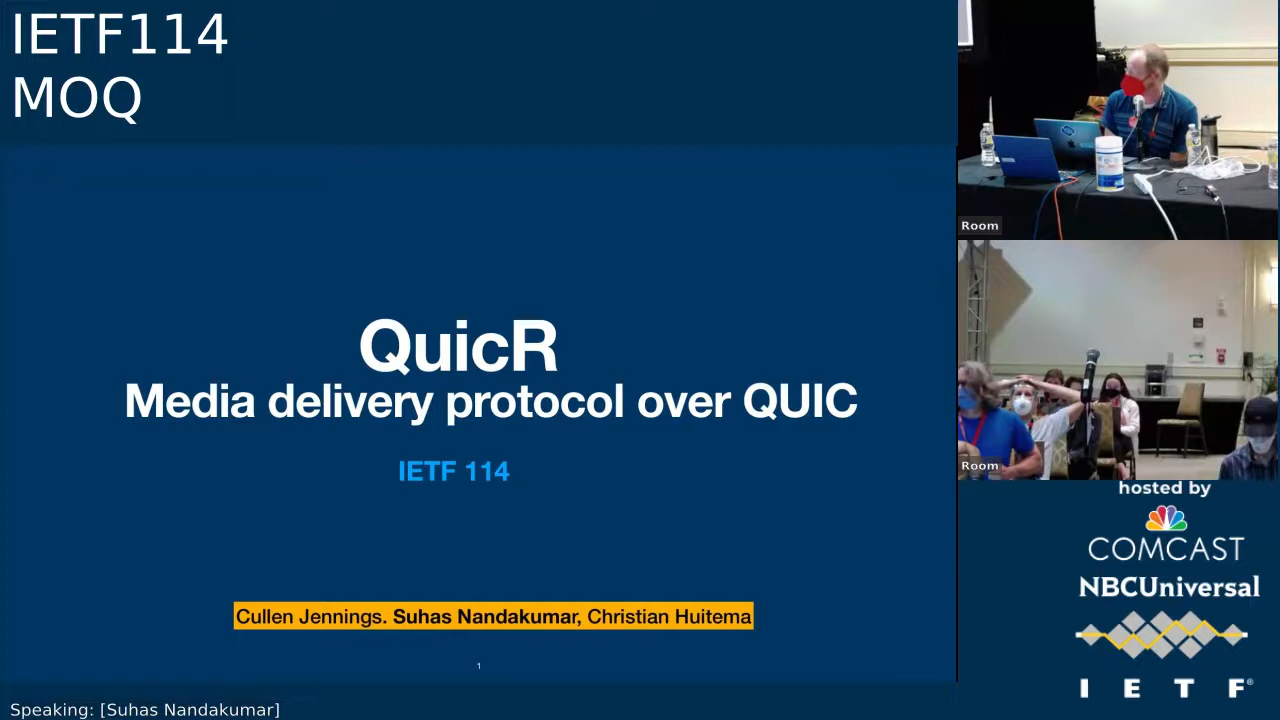 IETF114
MOQ
QuicR
Media delivery protocol over QUIC
IETF 114
Cullen Jennings. Suhas Nandakumar, Christian Huitema
1
Speaking: [Suhas Nandakumar]
Room
Room
hosted by
COMCAST
NBCUniversal
I E T F®